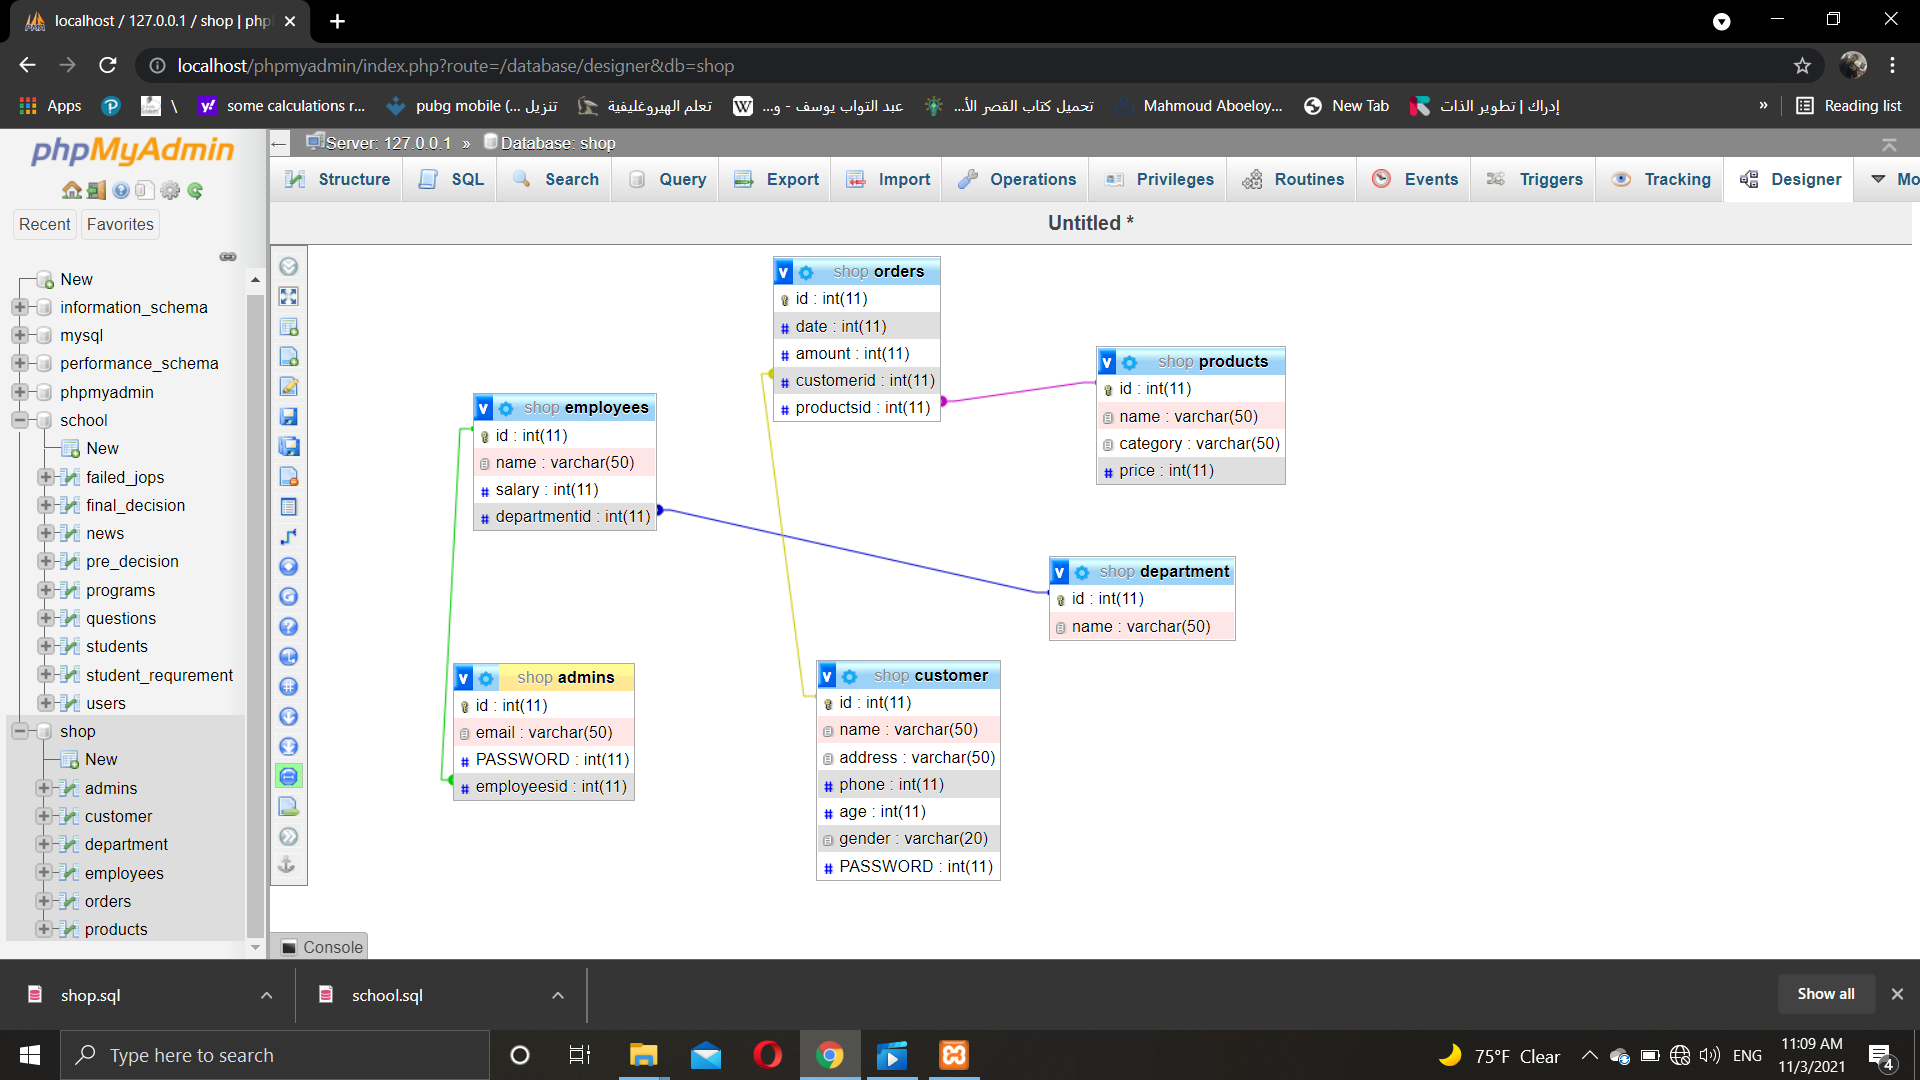 localhost / 127.0.0.1 / shop | php
localhost/phpmyadmin/index.php?route=/database/designer&db=shop
Apps
\
some calculations r...
تنزيل ...) pubg mobile
تعلم الهيروغليفية
عبد التواب يوسف - و...
تحميل كتاب القصر الأ...
Mahmoud Aboeloy...
New Tab
إدراك | تطوير الذات
»
Reading list
phpMyAdmin
Recent
Favorites
New
information_schema
mysql
performance_schema
phpmyadmin
school
New
failed_jops
final_decision
news
pre_decision
programs
questions
students
student_requrement
users
shop
New
admins
customer
department
employees
orders
products
Server: 127.0.0.1 » Database: shop
Structure
SQL
Search
Query
Export
Import
Operations
Privileges
Routines
Events
Triggers
Tracking
Designer
Mo
Untitled *
v shop orders
id : int(11)
date : int(11)
amount : int(11)
customerid : int(11)
productsid : int(11)
v shop products
id : int(11)
name : varchar(50)
category : varchar(50)
price : int(11)
v shop employees
id : int(11)
name : varchar(50)
salary : int(11)
departmentid : int(11)
v shop department
id : int(11)
name : varchar(50)
v shop admins
id : int(11)
email : varchar(50)
PASSWORD : int(11)
employeesid : int(11)
v shop customer
id : int(11)
name : varchar(50)
address : varchar(50)
phone : int(11)
age : int(11)
gender : varchar(20)
PASSWORD : int(11)
Console
shop.sql
school.sql
Show all
Type here to search
75°F Clear
ENG
11:09 AM
11/3/2021
4